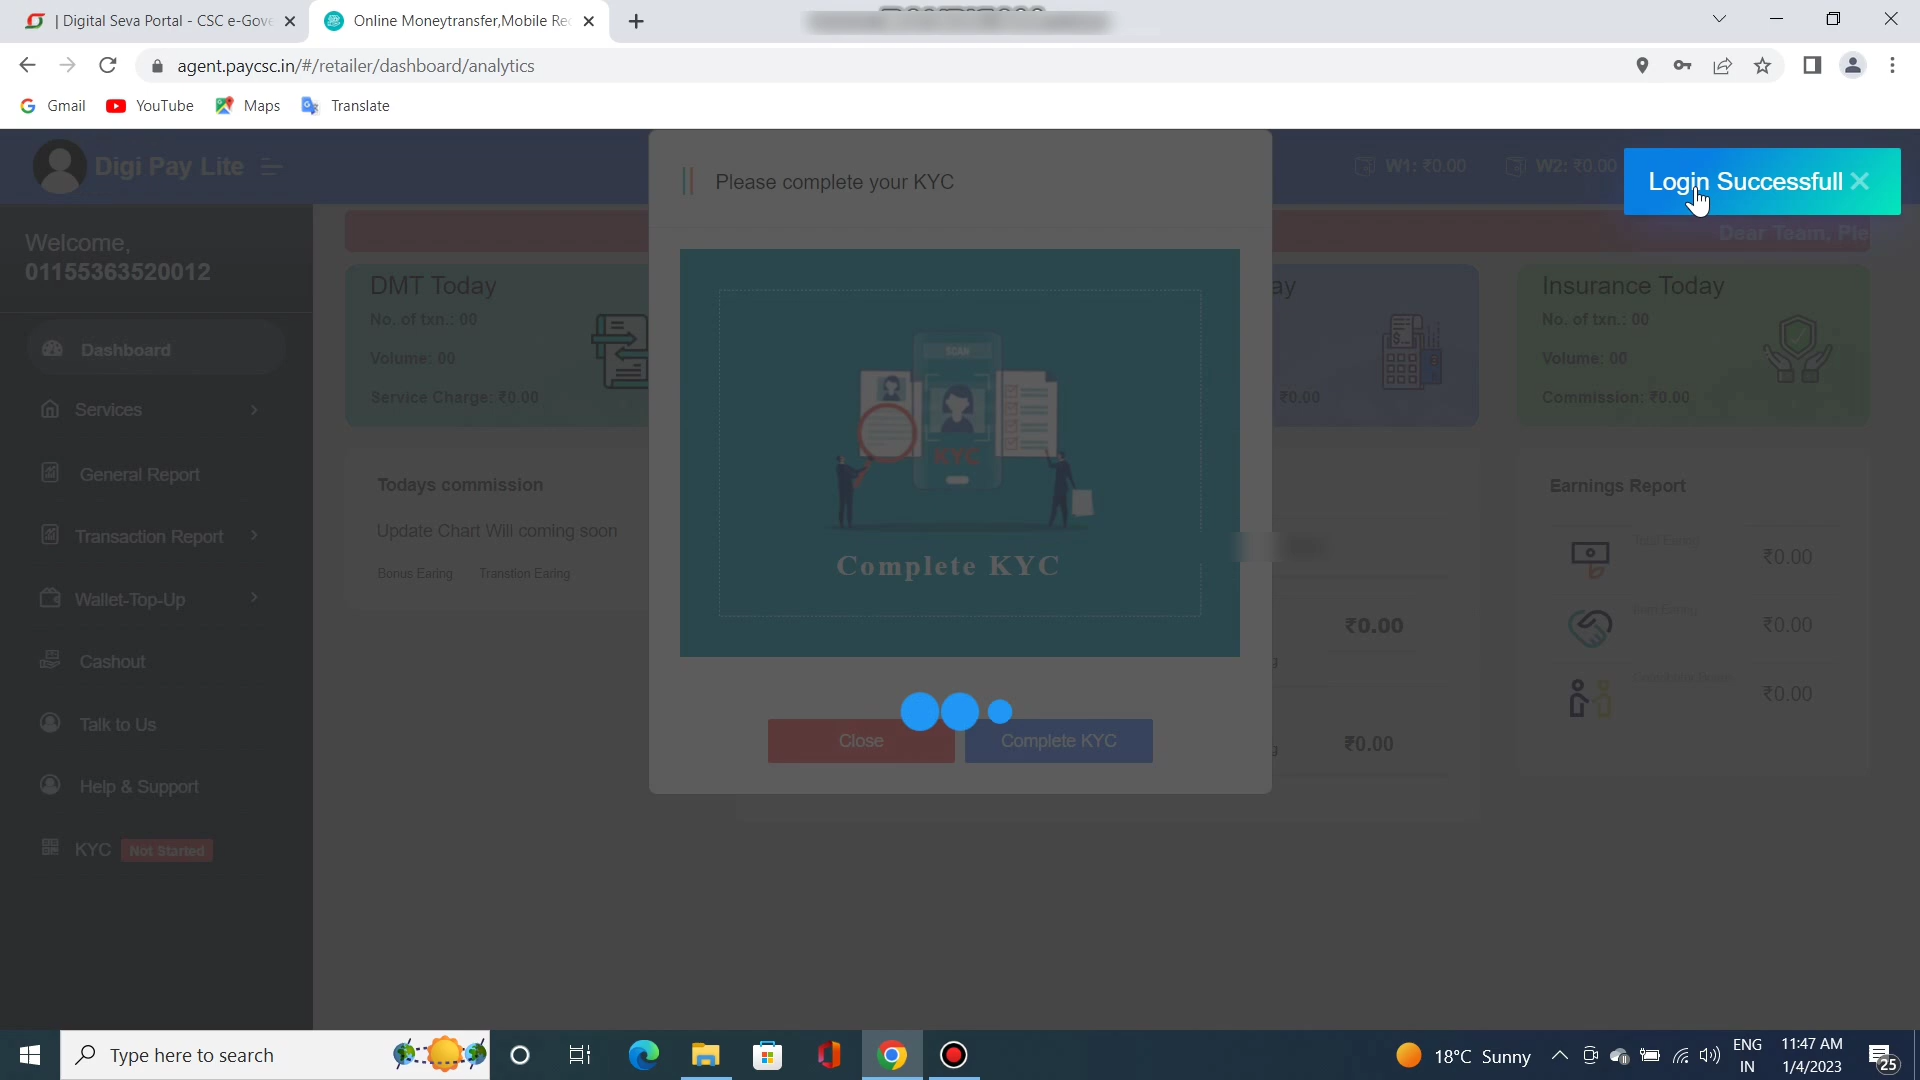 | Digital Seva Portal - CSC e-Gove
Online Moneytransfer,Mobile Re
agent.paycsc.in/#/retailer/dashboard/analytics
Gmail
YouTube
Maps
Translate
Digi Pay Lite
Please complete your KYC
W1: ₹0.00
W2: ₹0.00
Login Successfull
Welcome,
01155363520012
Dear Team, Ple
DMT Today
No. of txn.: 00
Volume: 00
Service Charge: ₹0.00
ay
₹0.00
Insurance Today
No. of txn.: 00
Volume: 00
Commission: ₹0.00
Dashboard
Services
General Report
Transaction Report
Wallet-Top-Up
Cashout
Talk to Us
Help & Support
KYC Not Started
Todays commission
Update Chart Will coming soon
Bonus Earing
Transtion Earing
SCAN
KYC
Complete KYC
Close
Complete KYC
₹0.00
g
₹0.00
g
Earnings Report
Total Earing
₹0.00
₹0.00
₹0.00
Type here to search
18°C Sunny
ENG
IN
11:47 AM
1/4/2023
25